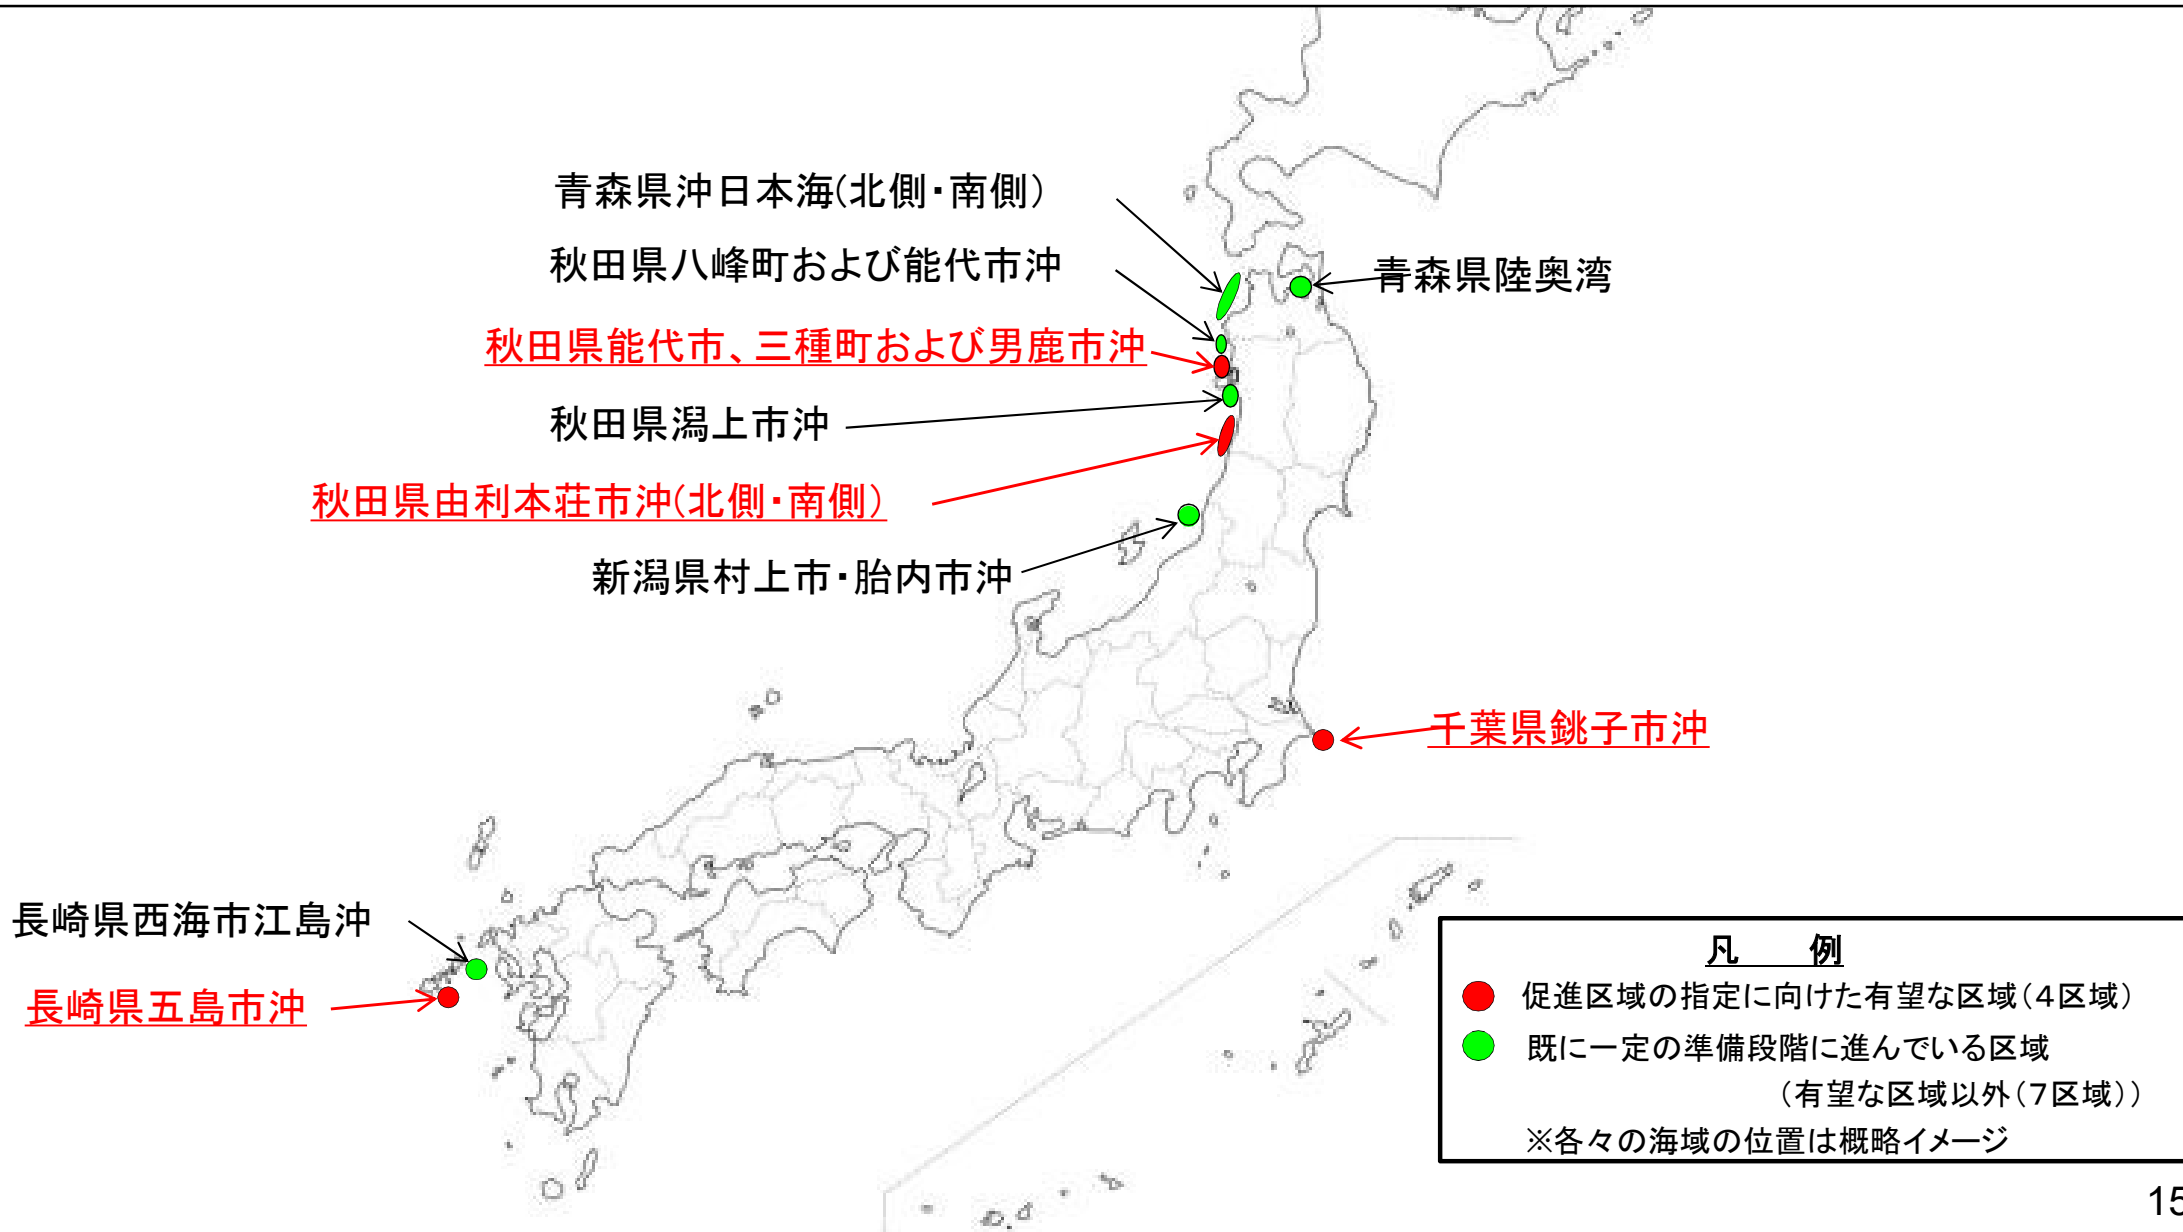 青森県沖日本海(北側・南側)
秋田県八峰町および能代市沖
青森県陸奥湾
秋田県能代市、三種町および男鹿市沖
秋田県潟上市沖
秋田県由利本荘市沖(北側・南側)
新潟県村上市・胎内市沖
千葉県銚子市沖
長崎県西海市江島沖
長崎県五島市沖
凡　例
促進区域の指定に向けた有望な区域(4区域)
既に一定の準備段階に進んでいる区域
(有望な区域以外(7区域))
※各々の海域の位置は概略イメージ
15